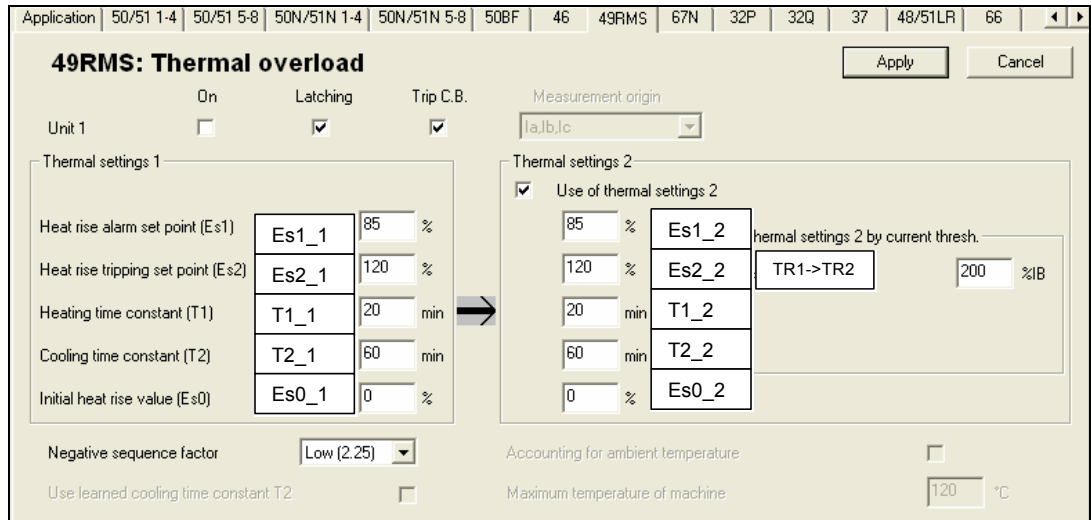 Application 50/51 1-4 50/51 5-8 50N/51N 1-4 50N/51N 5-8 50BF 46 49RMS 67N 32P 32Q 37 48/51LR 66
49RMS: Thermal overload
Apply Cancel
On Latching Trip C.B. Measurement origin
Unit 1 Ia,Ib,Ic
Thermal settings 1
Heat rise alarm set point (Es1) Es1_1 85 %
Heat rise tripping set point (Es2) Es2_1 120 %
Heating time constant (T1) T1_1 20 min
Cooling time constant (T2) T2_1 60 min
Initial heat rise value (Es0) Es0_1 0 %
Thermal settings 2
Use of thermal settings 2
85 % Es1_2
hermal settings 2 by current thresh.
120 % Es2_2 TR1->TR2 200 %IB
20 min T1_2
60 min T2_2
0 % Es0_2
Negative sequence factor Low (2.25)
Accounting for ambient temperature
Use learned cooling time constant T2
Maximum temperature of machine 120 °C